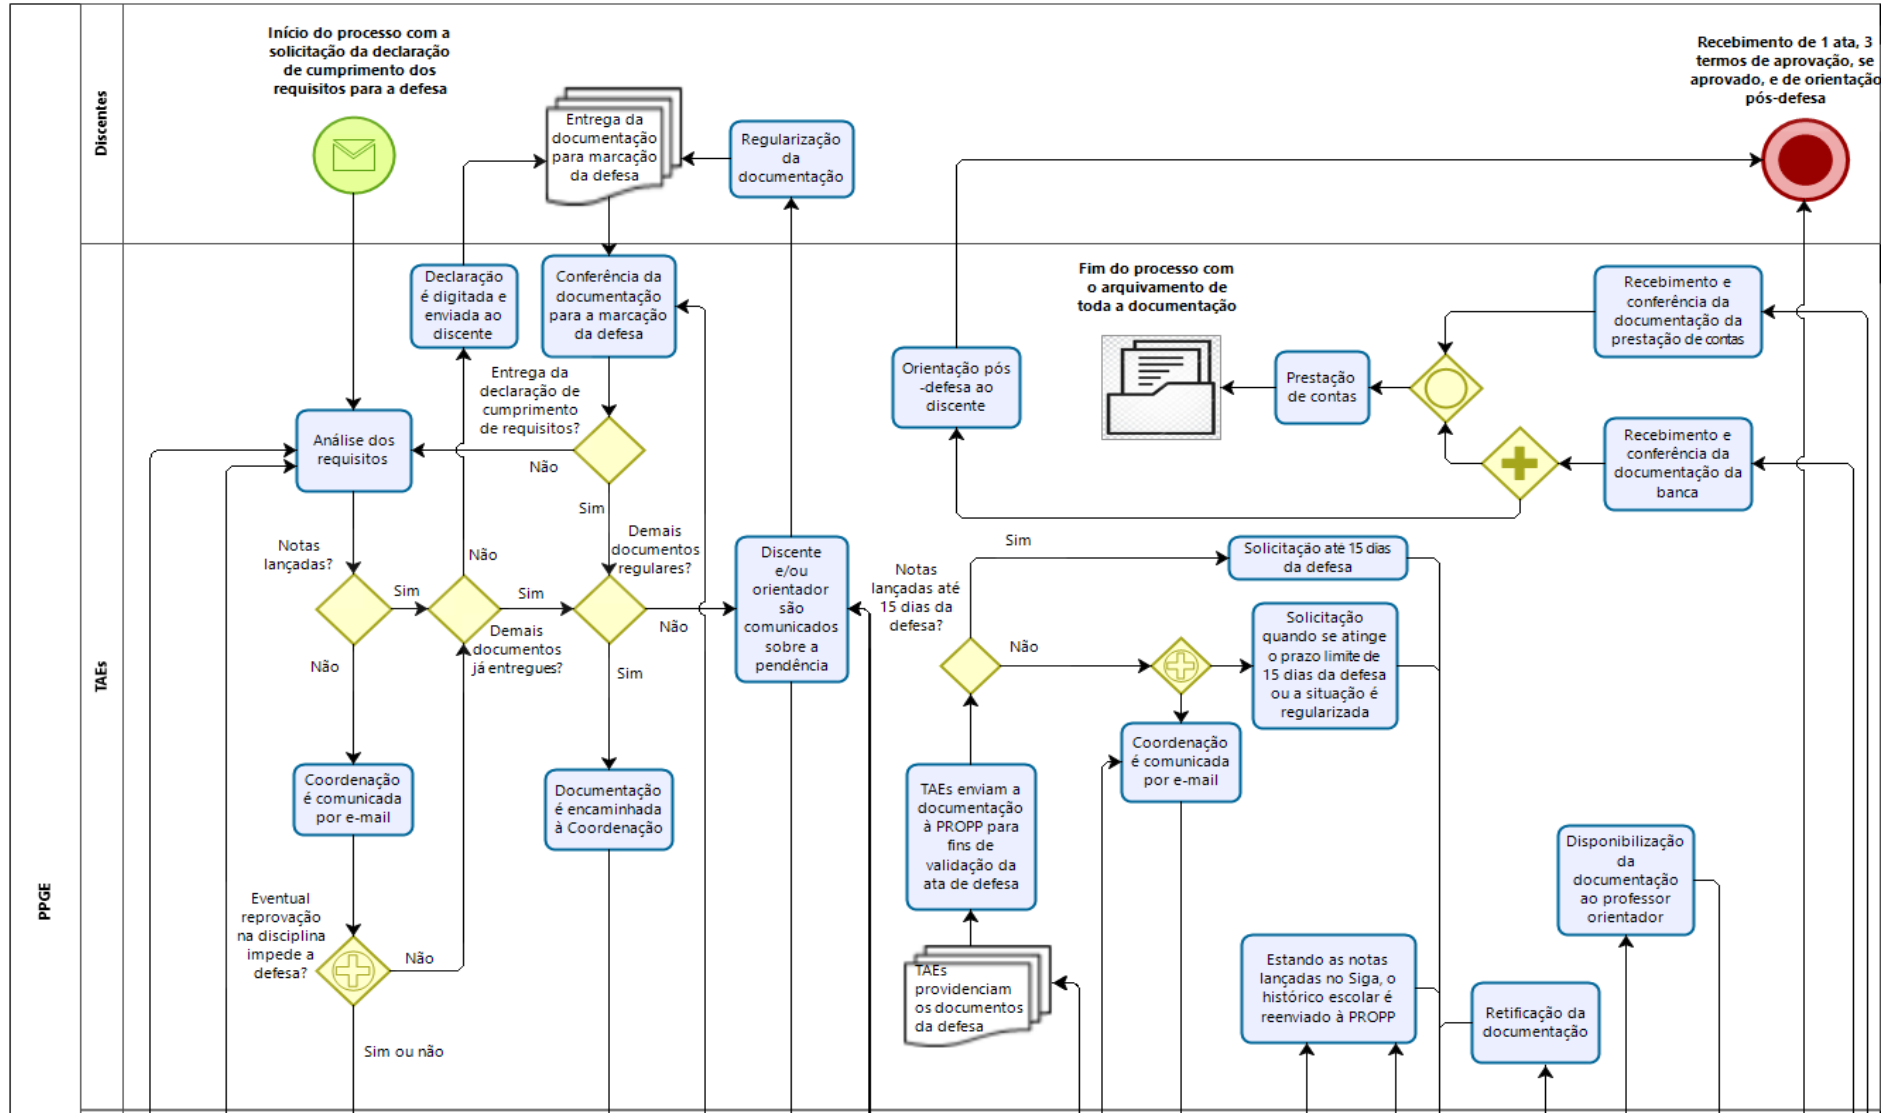 PPGE
Discentes
Início do processo com a
solicitação da declaração
de cumprimento dos
requisitos para a defesa
Entrega da
documentação
para marcação
da defesa
Regularização
da
documentação
Recebimento de 1 ata, 3
termos de aprovação, se
aprovado, e de orientação
pós-defesa
TAEs
Declaração
é digitada e
enviada ao
discente
Conferência da
documentação
para a marcação
da defesa
Entrega da
declaração de
cumprimento
de requisitos?
Não
Sim
Análise dos
requisitos
Notas
lançadas?
Sim
Não
Não
Sim
Demais
documentos
já entregues?
Demais
documentos
regulares?
Não
Sim
Discente
e/ou
orientador
são
comunicados
sobre a
pendência
Coordenação
é comunicada
por e-mail
Documentação
é encaminhada
à Coordenação
Eventual
reprovação
na disciplina
impede a
defesa?
Não
Sim ou não
Fim do processo com
o arquivamento de
toda a documentação
Orientação pós
-defesa ao
discente
Prestação
de contas
Recebimento e
conferência da
documentação da
prestação de contas
Recebimento e
conferência da
documentação da
banca
Notas
lançadas até
15 dias da
defesa?
Sim
Não
Solicitação até 15 dias
da defesa
Solicitação
quando se atinge
o prazo limite de
15 dias da defesa
ou a situação é
regularizada
Coordenação
é comunicada
por e-mail
TAEs enviam a
documentação
à PROPP para
fins de
validação da
ata de defesa
TAEs
providenciam
os documentos
da defesa
Estando as notas
lançadas no Siga, o
histórico escolar é
reenviado à PROPP
Retificação da
documentação
Disponibilização
da
documentação
ao professor
orientador